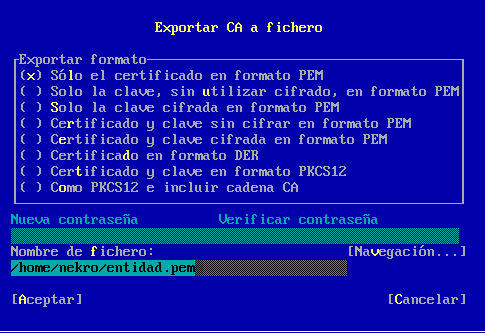 Exportar CA a fichero
Exportar formato
(x) Sólo el certificado en formato PEM
( ) Solo la clave, sin utilizar cifrado, en formato PEM
( ) Solo la clave cifrada en formato PEM
( ) Certificado y clave sin cifrar en formato PEM
( ) Certificado y clave cifrada en formato PEM
( ) Certificado en formato DER
( ) Certificado y clave en formato PKCS12
( ) Como PKCS12 e incluir cadena CA
Nueva contraseña Verificar contraseña
Nombre de fichero: [Navegación...]
/home/nekro/entidad.pem
[Aceptar] [Cancelar]